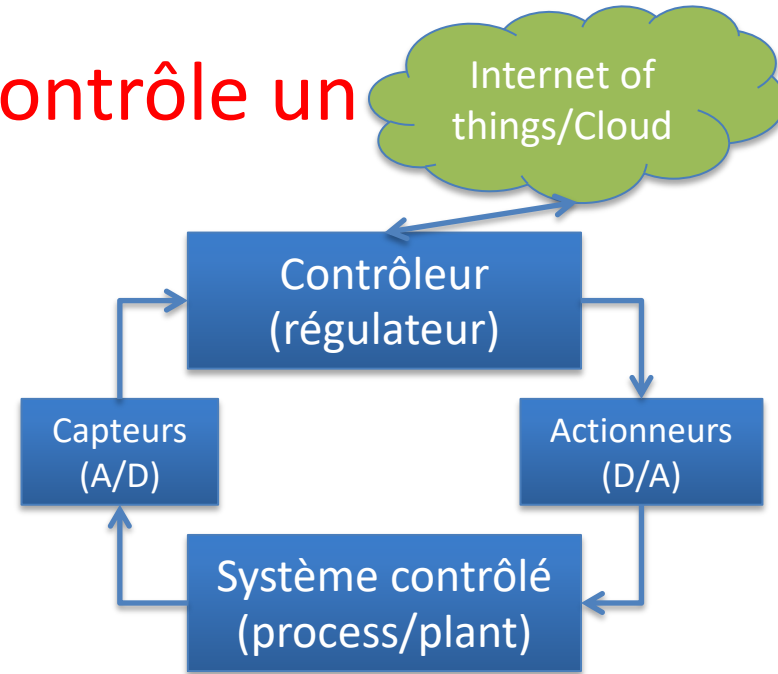 ontrôle un
Internet of
things/Cloud
Contrôleur
(régulateur)
Capteurs
(A/D)
Actionneurs
(D/A)
Système contrôlé
(process/plant)